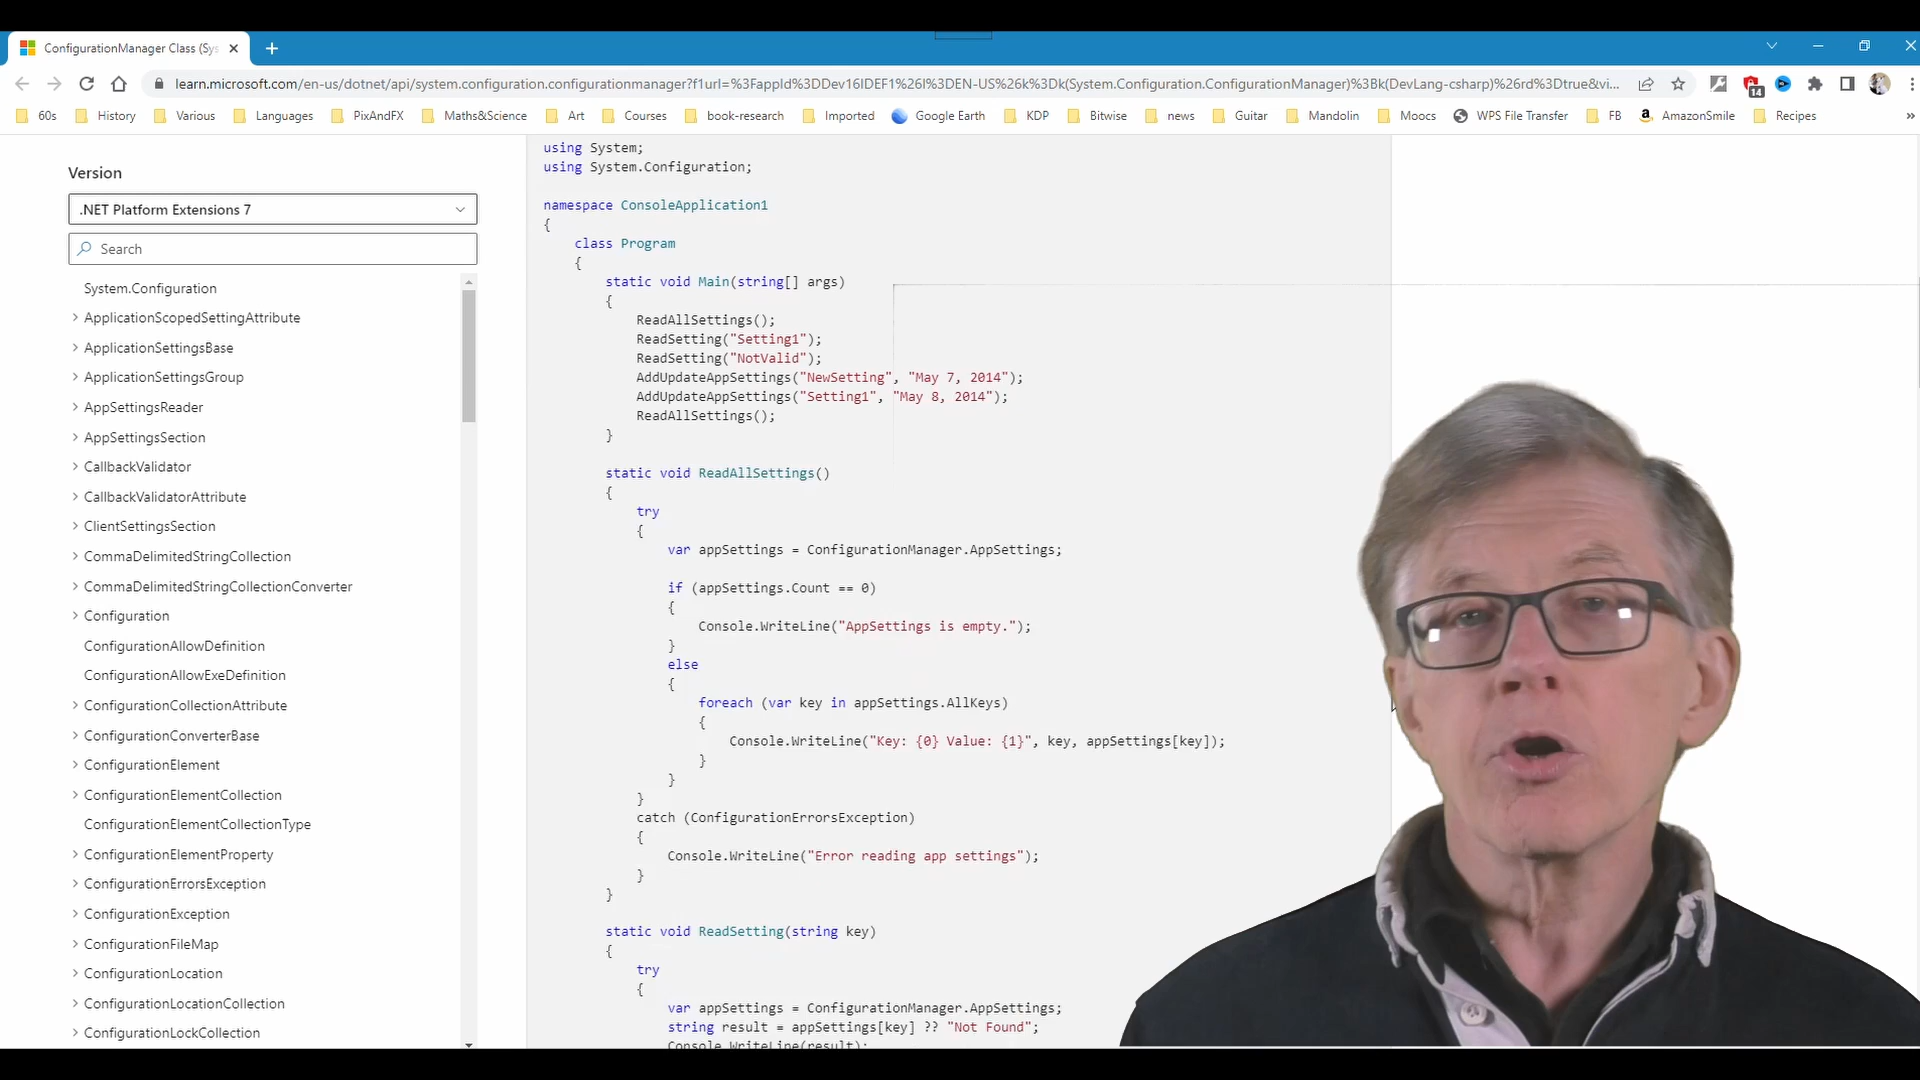 ConfigurationManager Class (Sys
learn.microsoft.com/en-us/dotnet/api/system.configuration.configurationmanager?f1url=%3FappId%3DDev16IDEF1%26l%3DEN-US%26k%3Dk(System.Configuration.ConfigurationManager)%3Bk(DevLang-csharp)%26rd%3Dtrue&vi...
14
60s
History
Various
Languages
PixAndFX
Maths&Science
Art
Courses
book-research
Imported
Google Earth
KDP
Bitwise
news
Guitar
Mandolin
Moocs
WPS File Transfer
FB
AmazonSmile
Recipes
»
Version
.NET Platform Extensions 7
Search
System.Configuration
ApplicationScopedSettingAttribute
ApplicationSettingsBase
ApplicationSettingsGroup
AppSettingsReader
AppSettingsSection
CallbackValidator
CallbackValidatorAttribute
ClientSettingsSection
CommaDelimitedStringCollection
CommaDelimitedStringCollectionConverter
Configuration
ConfigurationAllowDefinition
ConfigurationAllowExeDefinition
ConfigurationCollectionAttribute
ConfigurationConverterBase
ConfigurationElement
ConfigurationElementCollection
ConfigurationElementCollectionType
ConfigurationElementProperty
ConfigurationErrorsException
ConfigurationException
ConfigurationFileMap
ConfigurationLocation
ConfigurationLocationCollection
ConfigurationLockCollection
using System;
using System.Configuration;
namespace ConsoleApplication1
{
class Program
{
static void Main(string[] args)
{
ReadAllSettings();
ReadSetting("Setting1");
ReadSetting("NotValid");
AddUpdateAppSettings("NewSetting", "May 7, 2014");
AddUpdateAppSettings("Setting1", "May 8, 2014");
ReadAllSettings();
}
static void ReadAllSettings()
{
try
{
var appSettings = ConfigurationManager.AppSettings;
if (appSettings.Count == 0)
{
Console.WriteLine("AppSettings is empty.");
}
else
{
foreach (var key in appSettings.AllKeys)
{
Console.WriteLine("Key: {0} Value: {1}", key, appSettings[key]);
}
}
}
catch (ConfigurationErrorsException)
{
Console.WriteLine("Error reading app settings");
}
}
static void ReadSetting(string key)
{
try
{
var appSettings = ConfigurationManager.AppSettings;
string result = appSettings[key] ?? "Not Found";
Console.WriteLine(result);